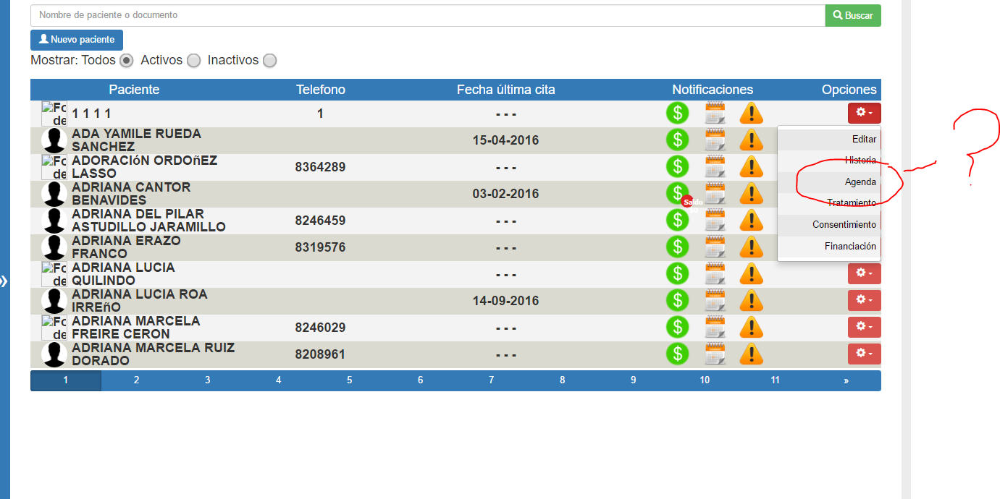 Nombre de paciente o documento
Buscar
Nuevo paciente
Mostrar: Todos Activos Inactivos
Paciente Telefono Fecha última cita Notificaciones Opciones
Fo
de
1 1 1 1 1 - - -
ADA YAMILE RUEDA
SANCHEZ
15-04-2016
Editar
Fo
de
ADORACIóN ORDOñEZ
LASSO
8364289 - - -
Historia
Agenda
ADRIANA CANTOR
BENAVIDES
03-02-2016
Saldo
Tratamiento
ADRIANA DEL PILAR
ASTUDILLO JARAMILLO
8246459 - - -
Consentimiento
ADRIANA ERAZO
FRANCO
8319576 - - -
Financiación
Fo
de
ADRIANA LUCIA
QUILINDO
- - -
ADRIANA LUCIA ROA
IRREñO
14-09-2016
Fo
de
ADRIANA MARCELA
FREIRE CERON
8246029 - - -
ADRIANA MARCELA RUIZ
DORADO
8208961 - - -
1 2 3 4 5 6 7 8 9 10 11 »
»
?